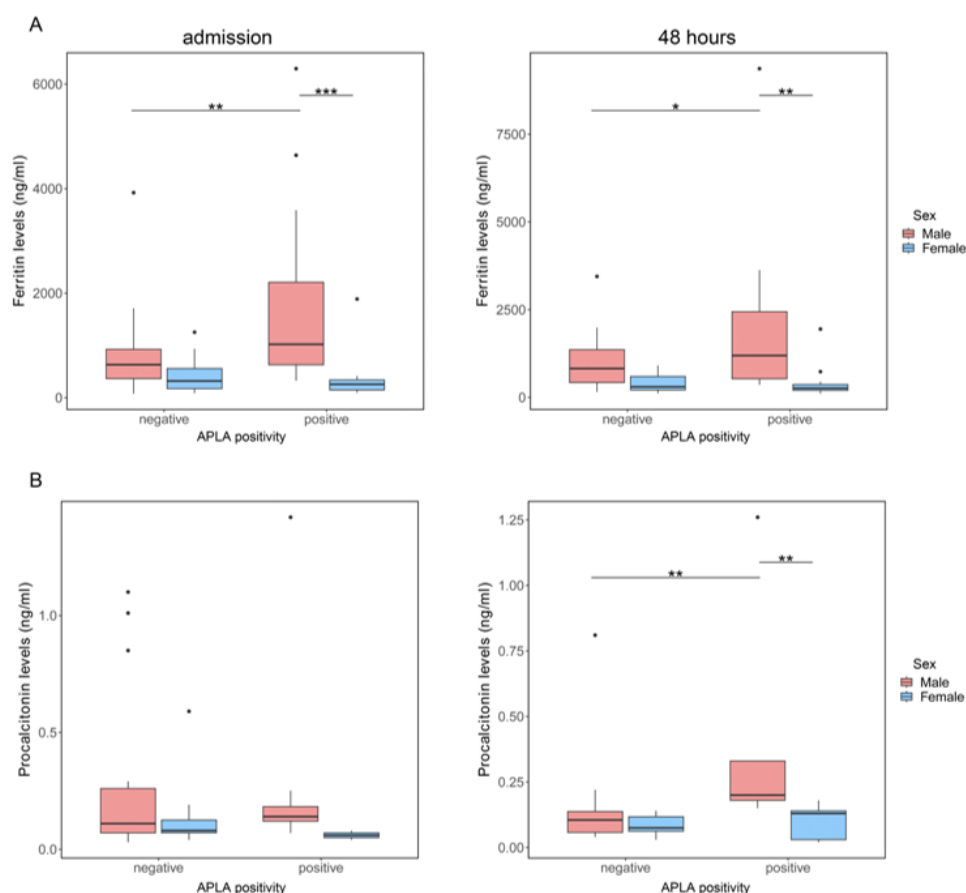 A
admission
48 hours
Ferritin levels (ng/ml)
6000
4000
2000
0
**
***
negative
positive
APLA positivity
Ferritin levels (ng/ml)
7500
5000
2500
0
*
**
negative
positive
APLA positivity
Sex
Male
Female
B
Procalcitonin levels (ng/ml)
1.0
0.5
0.0
negative
positive
APLA positivity
Procalcitonin levels (ng/ml)
1.25
1.00
0.75
0.50
0.25
0.00
**
**
negative
positive
APLA positivity
Sex
Male
Female